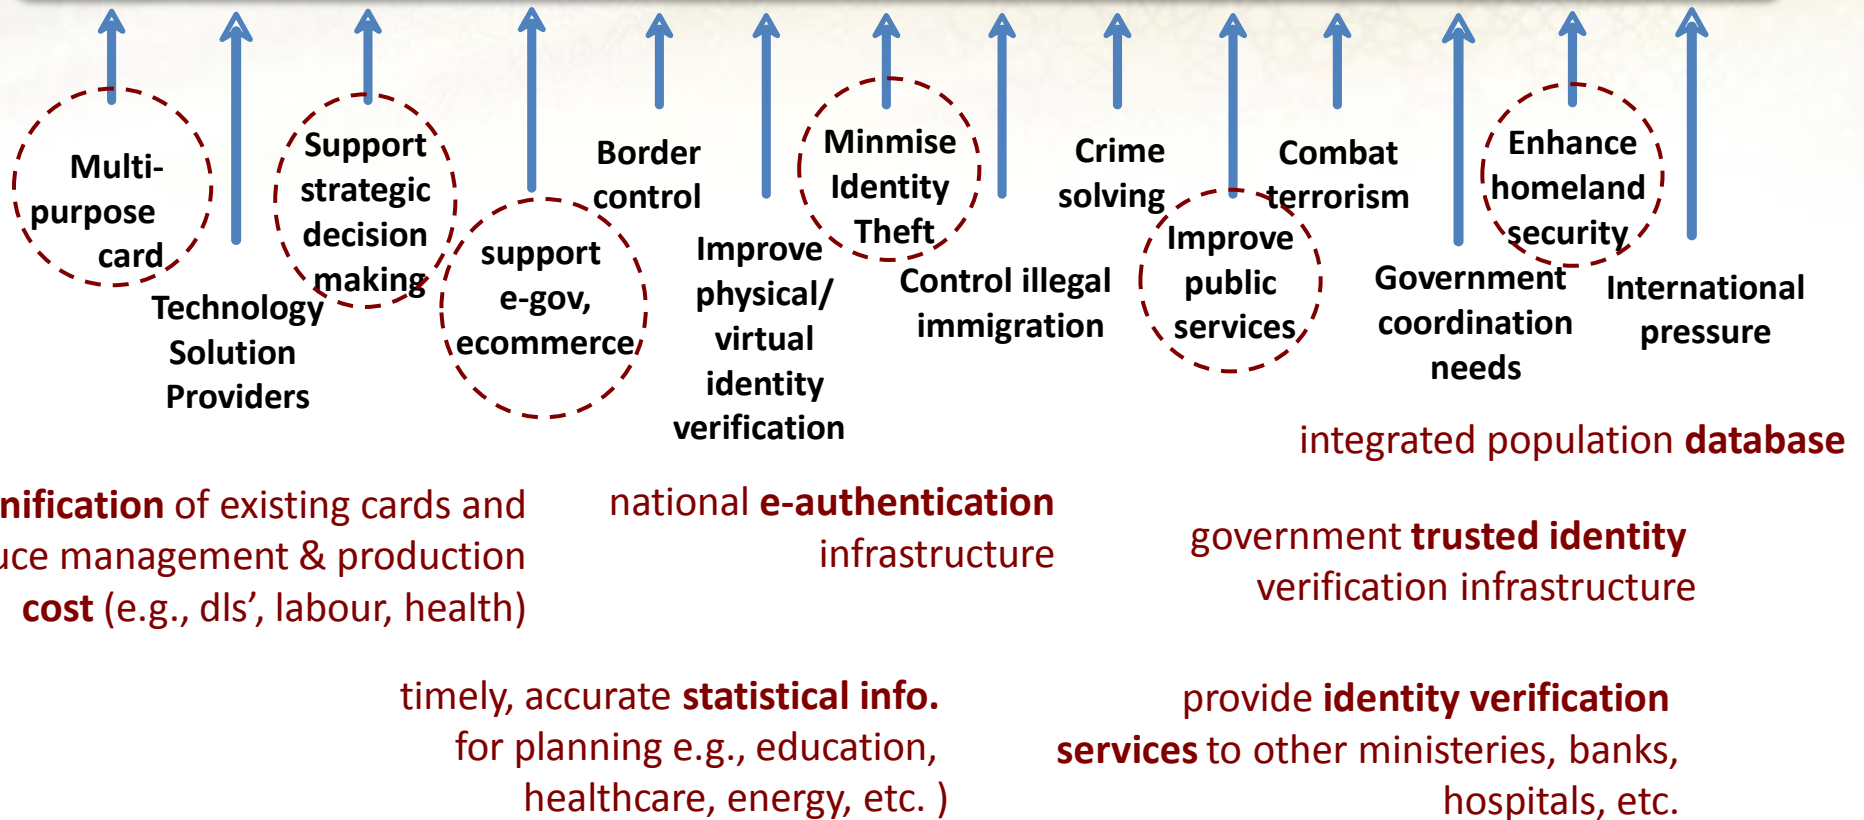 Multi-
purpose
card
Technology
Solution
Providers
Support
strategic
decision
making
support
e-gov,
ecommerce
Border
control
Improve
physical/
virtual
identity
verification
Minmise
Identity
Theft
Control illegal
immigration
Crime
solving
Improve
public
services
Combat
terrorism
Government
coordination
needs
Enhance
homeland
security
International
pressure
integrated population database
nification of existing cards and
uce management & production
cost (e.g., dls’, labour, health)
national e-authentication
infrastructure
government trusted identity
verification infrastructure
timely, accurate statistical info.
for planning e.g., education,
healthcare, energy, etc. )
provide identity verification
services to other ministeries, banks,
hospitals, etc.